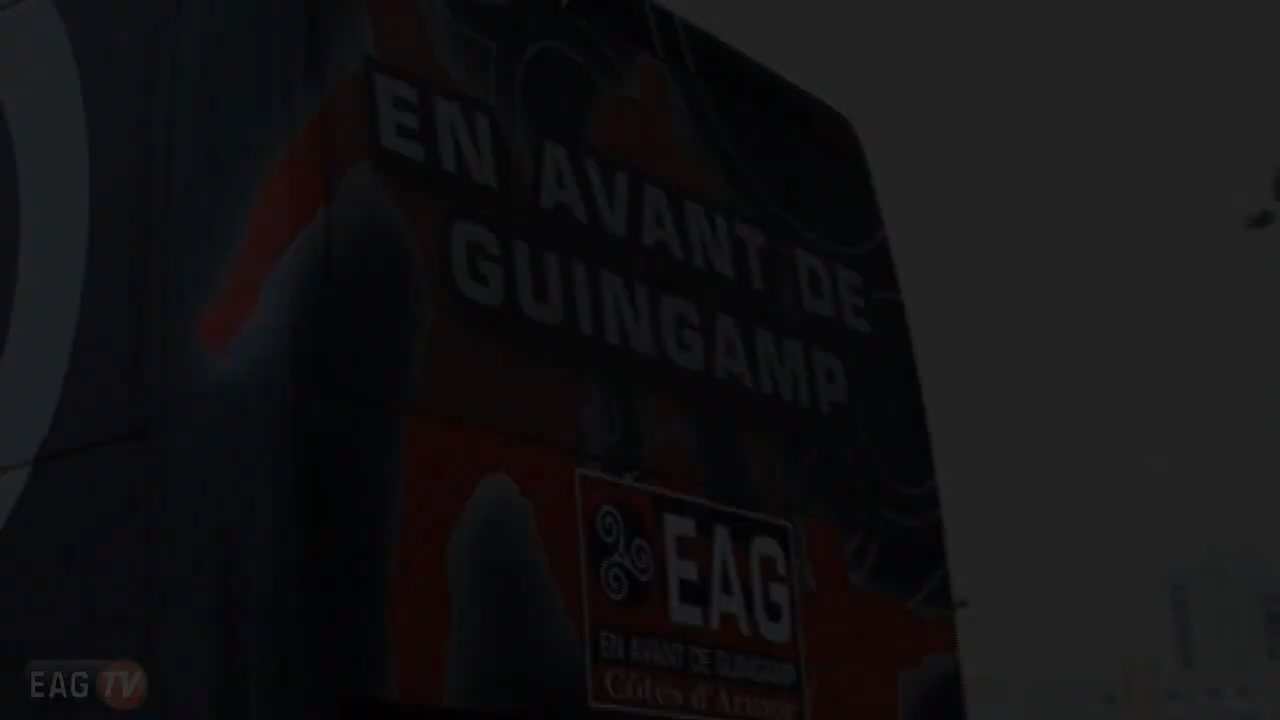 EN AVANT DE
GUINGAMP
EAG
EN AVANT DE GUINGAMP
Côtes d'Armor
EAG TV